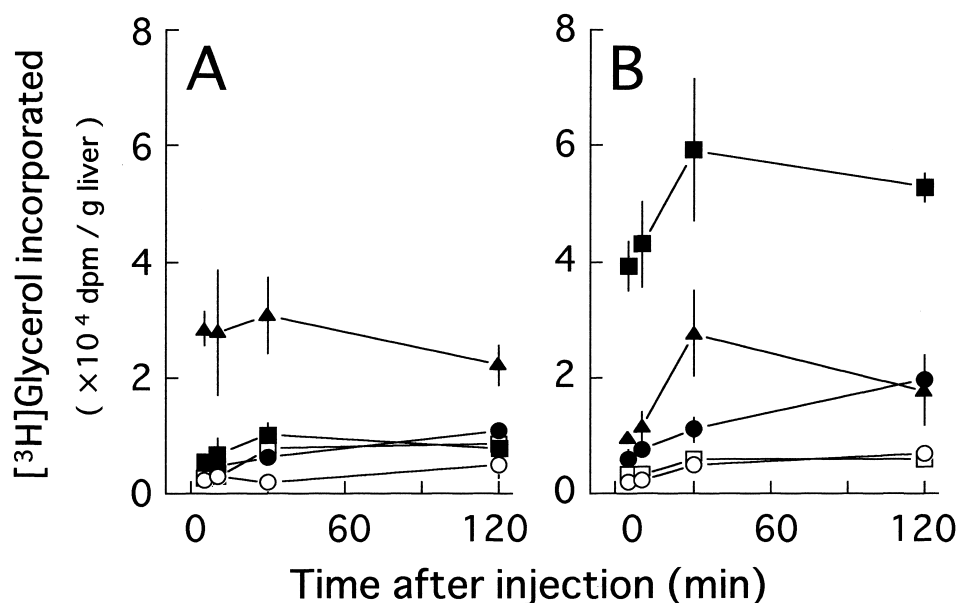 [³H]Glycerol incorporated
( ×10⁴ dpm / g liver )
A
8
6
4
2
0
0 60 120
B
8
6
4
2
0
0 60 120
Time after injection (min)